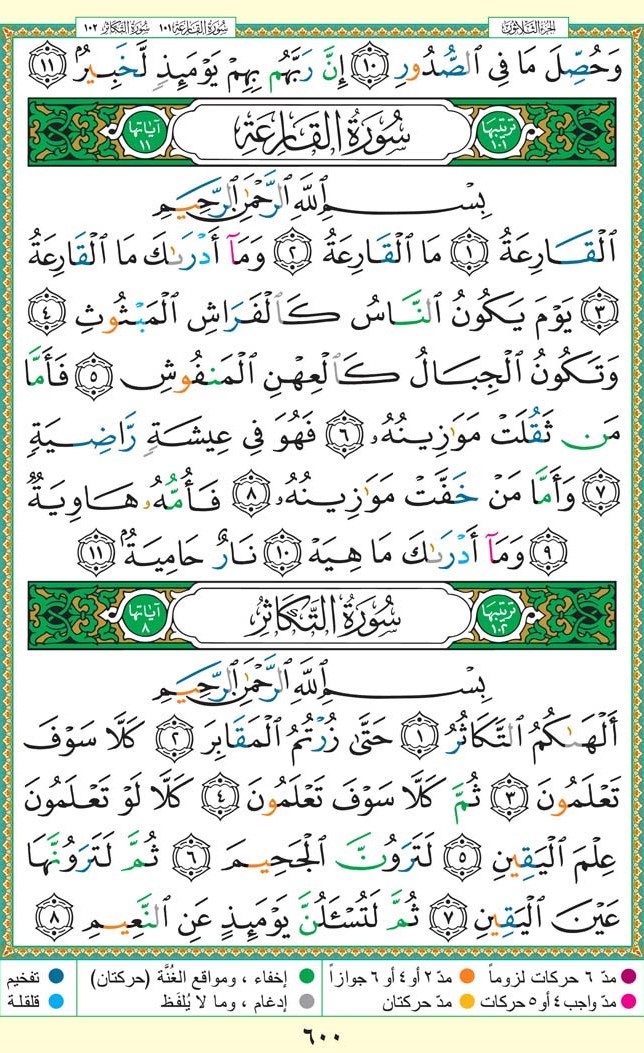 الجزء الثلاثون سورة القارعة ١٠١ سورة التكاثر ١٠٢
وَحُصِّلَ مَا فِى ٱلصُّدُورِ ١٠ إِنَّ رَبَّهُم بِهِمْ يَوْمَئِذٍ لَّخَبِيرٌۢ ١١
ترتيبها ١٠١ سُورَةُ القَارِعَةِ آياتها ١١
بِسْمِ ٱللَّهِ ٱلرَّحْمَٰنِ ٱلرَّحِيمِ
ٱلْقَارِعَةُ ١ مَا ٱلْقَارِعَةُ ٢ وَمَآ أَدْرَىٰكَ مَا ٱلْقَارِعَةُ
٣ يَوْمَ يَكُونُ ٱلنَّاسُ كَٱلْفَرَاشِ ٱلْمَبْثُوثِ ٤
وَتَكُونُ ٱلْجِبَالُ كَٱلْعِهْنِ ٱلْمَنفُوشِ ٥ فَأَمَّا
مَن ثَقُلَتْ مَوَٰزِينُهُۥ ٦ فَهُوَ فِى عِيشَةٍ رَّاضِيَةٍ
٧ وَأَمَّا مَنْ خَفَّتْ مَوَٰزِينُهُۥ ٨ فَأُمُّهُۥ هَاوِيَةٌ
٩ وَمَآ أَدْرَىٰكَ مَا هِيَهْ ١٠ نَارٌ حَامِيَةٌۢ ١١
ترتيبها ١٠٢ سُورَةُ التَّكَاثُرِ آياتها ٨
بِسْمِ ٱللَّهِ ٱلرَّحْمَٰنِ ٱلرَّحِيمِ
أَلْهَىٰكُمُ ٱلتَّكَاثُرُ ١ حَتَّىٰ زُرْتُمُ ٱلْمَقَابِرَ ٢ كَلَّا سَوْفَ
تَعْلَمُونَ ٣ ثُمَّ كَلَّا سَوْفَ تَعْلَمُونَ ٤ كَلَّا لَوْ تَعْلَمُونَ
عِلْمَ ٱلْيَقِينِ ٥ لَتَرَوُنَّ ٱلْجَحِيمَ ٦ ثُمَّ لَتَرَوُنَّهَا
عَيْنَ ٱلْيَقِينِ ٧ ثُمَّ لَتُسْـَٔلُنَّ يَوْمَئِذٍ عَنِ ٱلنَّعِيمِ ٨
مدّ ٦ حركات لزوماً مدّ ٢ أو ٤ أو ٦ جوازاً إخفاء ، ومواقع الغُنَّة (حركتان) تفخيم
مدّ واجب ٤ أو ٥ حركات مدّ حركتان إدغام ، وما لا يُلفَظ قلقلة
٦٠٠